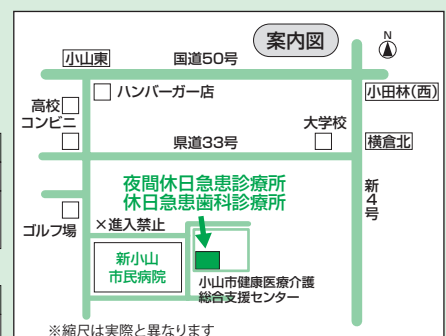 案内図
N
小山東
国道50号
ハンバーガー店
小田林(西)
高校
コンビニ
大学校
県道33号
横倉北
夜間休日急患診療所
休日急患歯科診療所
新4号
ゴルフ場
×進入禁止
新小山
市民病院
小山市健康医療介護
総合支援センター
※縮尺は実際と異なります